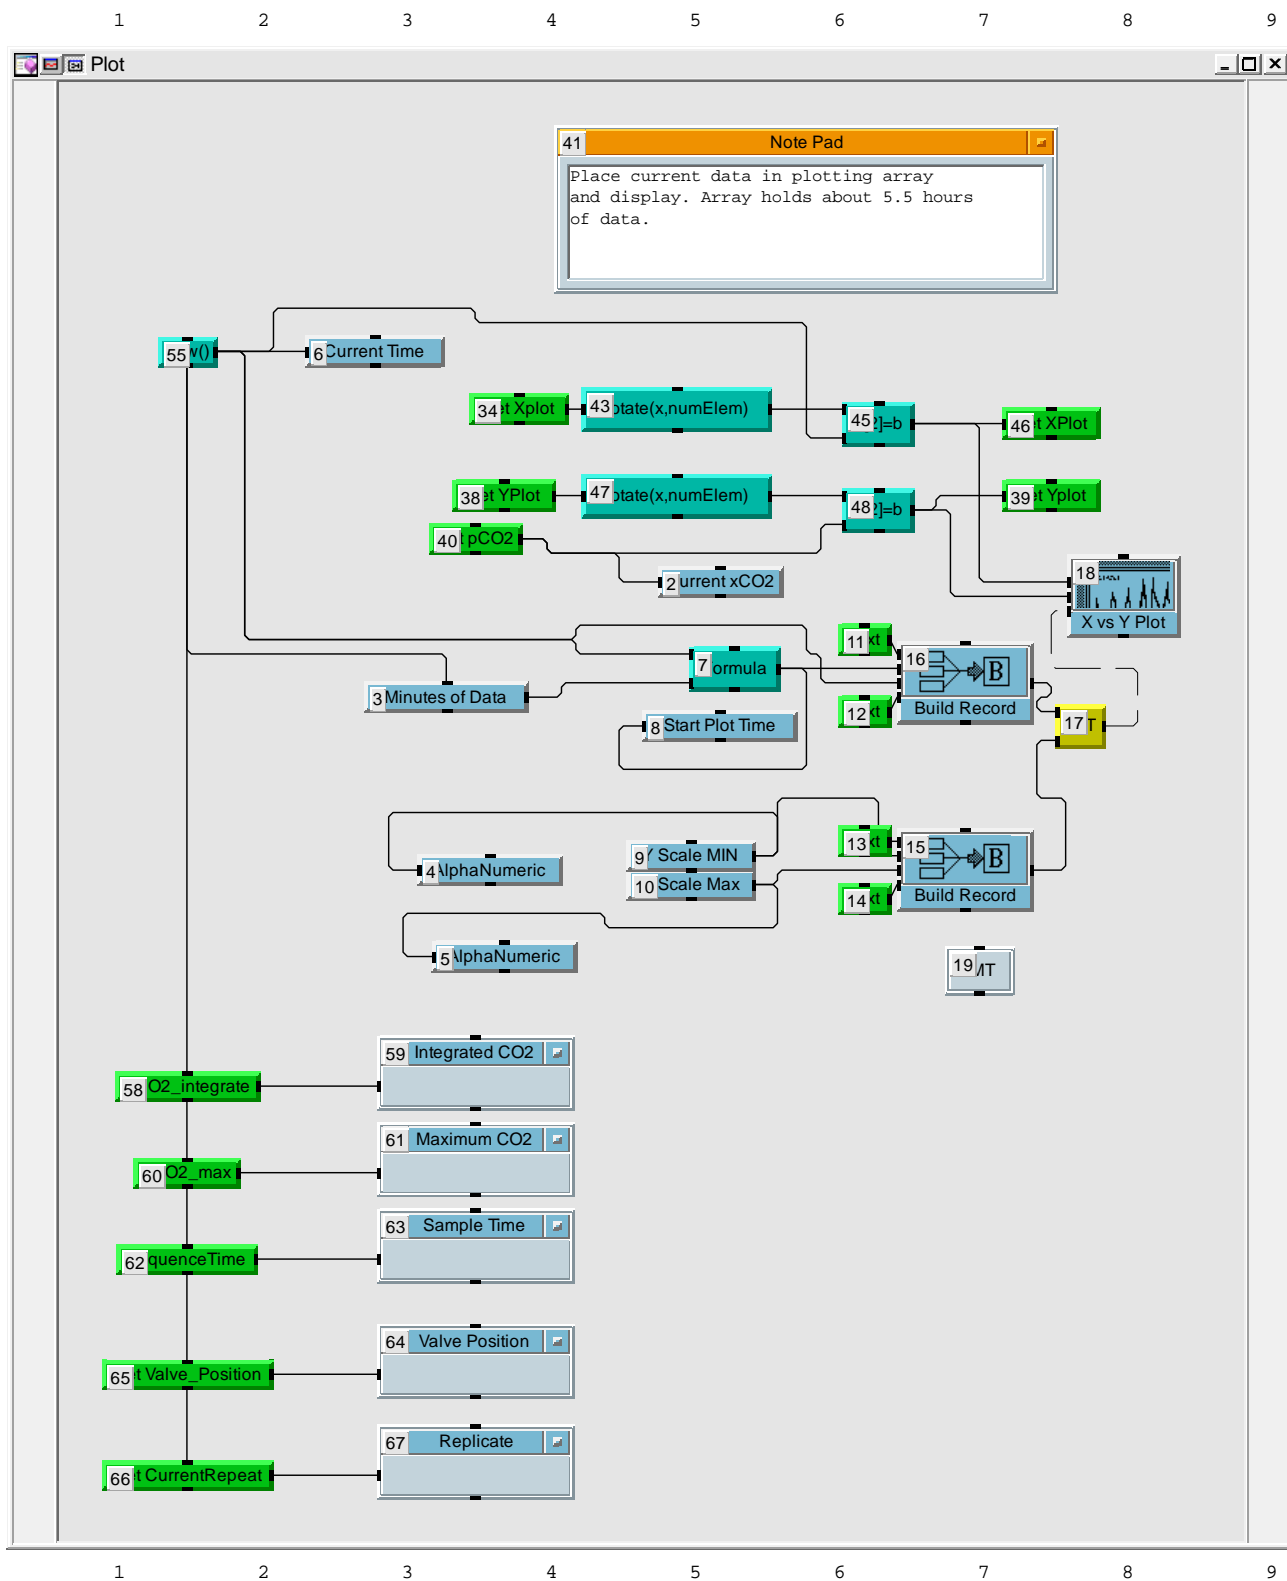 1 2 3 4 5 6 7 8 9
Plot
41 Note Pad
Place current data in plotting array
and display. Array holds about 5.5 hours
of data.
55 w()
6 Current Time
34 et Xplot
43 otate(x,numElem)
45 2]=b
46 t XPlot
38 et YPlot
47 otate(x,numElem)
48 2]=b
39 et Yplot
40 t pCO2
2 urrent xCO2
18
X vs Y Plot
11 xt
16 B
Build Record
7 ormula
3 Minutes of Data
12 xt
8 Start Plot Time
17 T
13 xt
15 B
Build Record
9 Y Scale MIN
4 AlphaNumeric
10 Scale Max
14 xt
5 AlphaNumeric
19 MT
59 Integrated CO2
58 O2_integrate
61 Maximum CO2
60 O2_max
63 Sample Time
62 quenceTime
64 Valve Position
65 t Valve_Position
67 Replicate
66 t CurrentRepeat
1 2 3 4 5 6 7 8 9